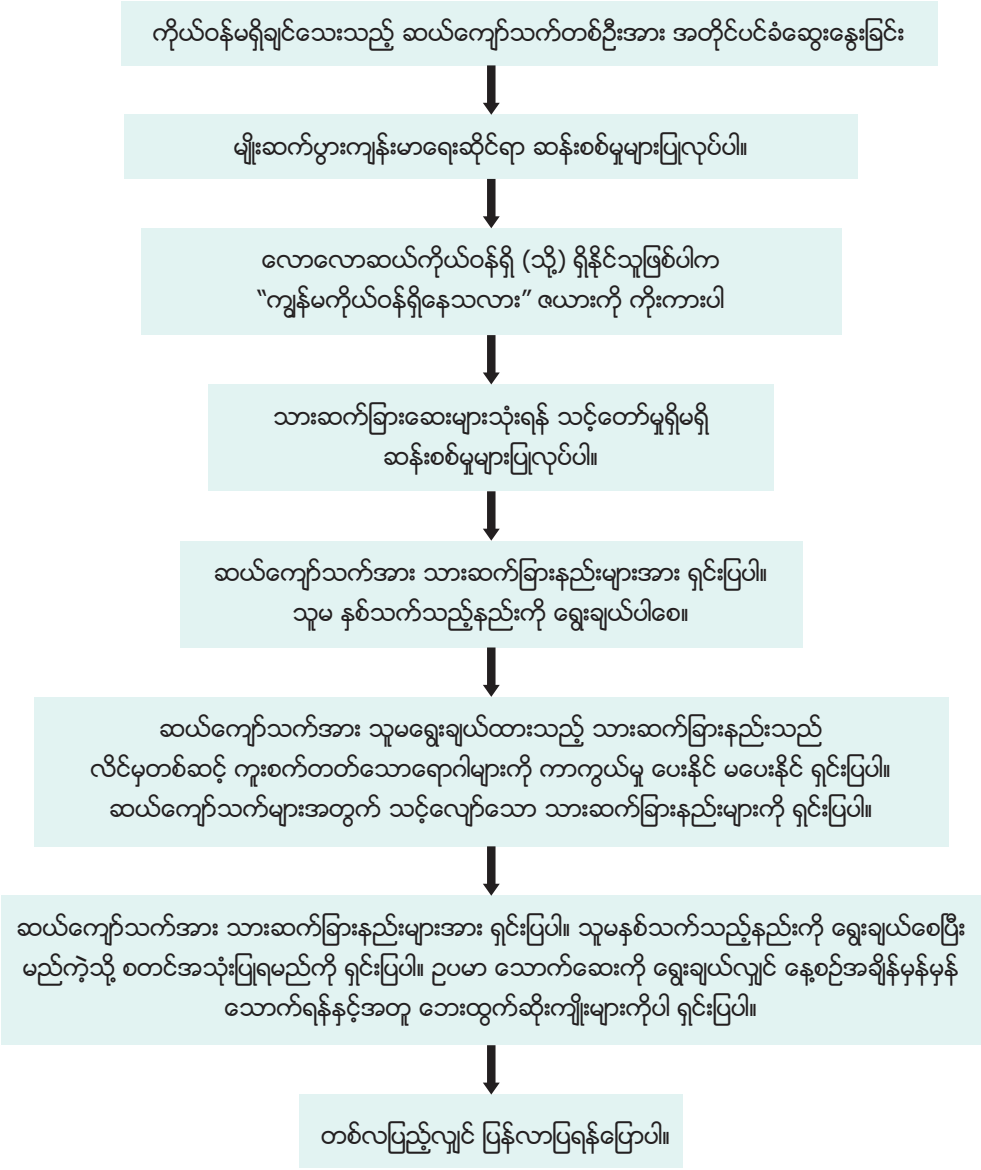 ကိုယ်ဝန်မရှိချင်သေးသည့် ဆယ်ကျော်သက်တစ်ဦးအား အတိုင်ပင်ခံဆွေးနွေးခြင်း
မျိုးဆက်ပွားကျန်းမာရေးဆိုင်ရာ ဆန်းစစ်မှုများပြုလုပ်ပါ။
လောလောဆယ်ကိုယ်ဝန်ရှိ (သို့) ရှိနိုင်သူဖြစ်ပါက
“ကျွန်မကိုယ်ဝန်ရှိနေသလား” ဇယားကို ကိုးကားပါ
သားဆက်ခြားဆေးများသုံးရန် သင့်တော်မှုရှိမရှိ
ဆန်းစစ်မှုများပြုလုပ်ပါ။
ဆယ်ကျော်သက်အား သားဆက်ခြားနည်းများအား ရှင်းပြပါ။
သူမ နှစ်သက်သည့်နည်းကို ရွေးချယ်ပါစေ။
ဆယ်ကျော်သက်အား သူမရွေးချယ်ထားသည့် သားဆက်ခြားနည်းသည်
လိင်မှတစ်ဆင့် ကူးစက်တတ်သောရောဂါများကို ကာကွယ်မှု ပေးနိုင် မပေးနိုင် ရှင်းပြပါ။
ဆယ်ကျော်သက်များအတွက် သင့်လျော်သော သားဆက်ခြားနည်းများကို ရှင်းပြပါ။
ဆယ်ကျော်သက်အား သားဆက်ခြားနည်းများအား ရှင်းပြပါ။ သူမနှစ်သက်သည့်နည်းကို ရွေးချယ်စေပြီး
မည်ကဲ့သို့ စတင်အသုံးပြုရမည်ကို ရှင်းပြပါ။ ဥပမာ သောက်ဆေးကို ရွေးချယ်လျှင် နေ့စဉ်အချိန်မှန်မှန်
သောက်ရန်နှင့်အတူ ဘေးထွက်ဆိုးကျိုးများကိုပါ ရှင်းပြပါ။
တစ်လပြည့်လျှင် ပြန်လာပြရန်ပြောပါ။